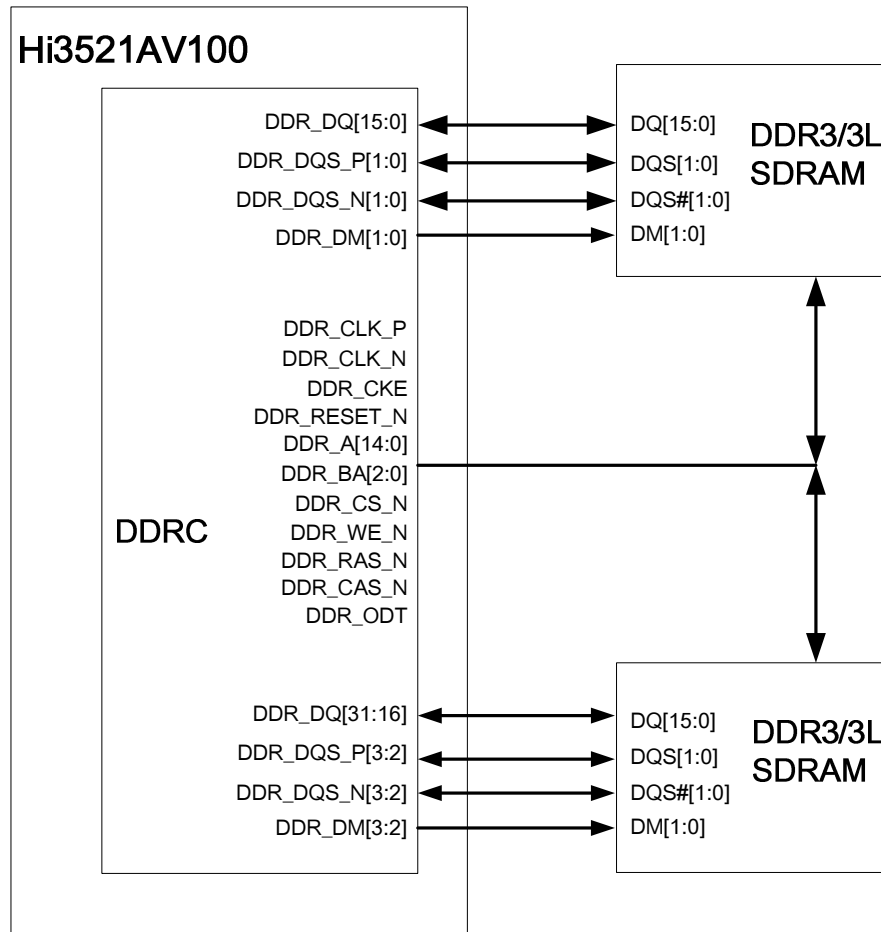 Hi3521AV100
DDRC
DDR_DQ[15:0]
DDR_DQS_P[1:0]
DDR_DQS_N[1:0]
DDR_DM[1:0]
DDR_CLK_P
DDR_CLK_N
DDR_CKE
DDR_RESET_N
DDR_A[14:0]
DDR_BA[2:0]
DDR_CS_N
DDR_WE_N
DDR_RAS_N
DDR_CAS_N
DDR_ODT
DDR_DQ[31:16]
DDR_DQS_P[3:2]
DDR_DQS_N[3:2]
DDR_DM[3:2]
DQ[15:0]
DQS[1:0]
DQS#[1:0]
DM[1:0]
DDR3/3L
SDRAM
DQ[15:0]
DQS[1:0]
DQS#[1:0]
DM[1:0]
DDR3/3L
SDRAM